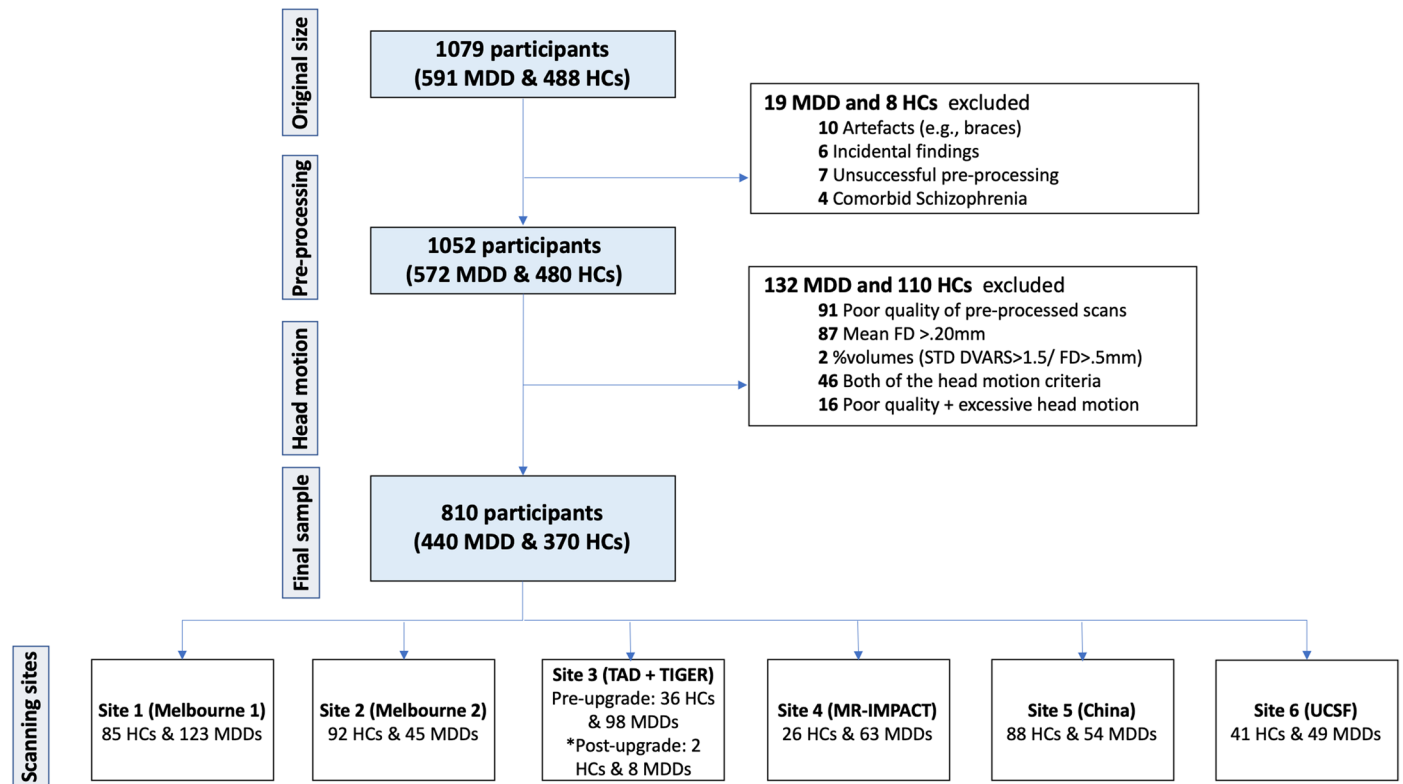 Original size
1079 participants
(591 MDD & 488 HCs)
19 MDD and 8 HCs excluded
10 Artefacts (e.g., braces)
6 Incidental findings
7 Unsuccessful pre-processing
4 Comorbid Schizophrenia
Pre-processing
1052 participants
(572 MDD & 480 HCs)
132 MDD and 110 HCs excluded
91 Poor quality of pre-processed scans
87 Mean FD >.20mm
2 %volumes (STD DVARS>1.5/ FD>.5mm)
46 Both of the head motion criteria
16 Poor quality + excessive head motion
Head motion
Final sample
810 participants
(440 MDD & 370 HCs)
Scanning sites
Site 1 (Melbourne 1)
85 HCs & 123 MDDs
Site 2 (Melbourne 2)
92 HCs & 45 MDDs
Site 3 (TAD + TIGER)
Pre-upgrade: 36 HCs
& 98 MDDs
*Post-upgrade: 2
HCs & 8 MDDs
Site 4 (MR-IMPACT)
26 HCs & 63 MDDs
Site 5 (China)
88 HCs & 54 MDDs
Site 6 (UCSF)
41 HCs & 49 MDDs